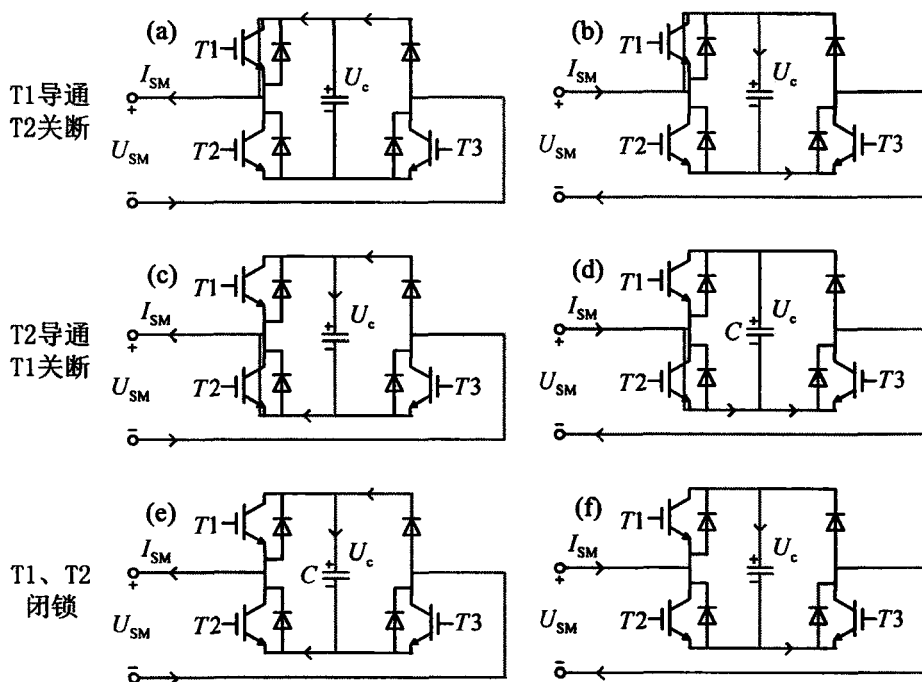 (a)
T1
I_SM
+
U_c
+
U_SM
T2
T3
-
T1导通
T2关断
(b)
T1
I_SM
+
U_c
+
U_SM
T2
T3
-
(c)
T1
I_SM
+
U_c
+
U_SM
T2
T3
-
T2导通
T1关断
(d)
T1
I_SM
+
U_c
C
+
U_SM
T2
T3
-
(e)
T1
I_SM
+
U_c
C
+
U_SM
T2
T3
-
T1、T2
闭锁
(f)
T1
I_SM
+
U_c
+
U_SM
T2
T3
-